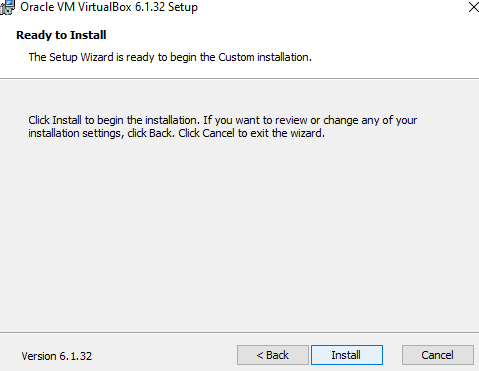 Oracle VM VirtualBox 6.1.32 Setup
Ready to Install
The Setup Wizard is ready to begin the Custom installation.
Click Install to begin the installation. If you want to review or change any of your
installation settings, click Back. Click Cancel to exit the wizard.
Version 6.1.32
< Back
Install
Cancel